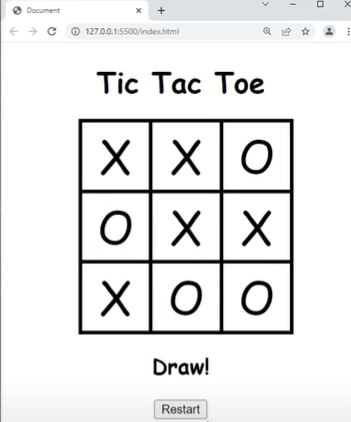 Document
127.0.0.1:5500/index.html
Tic Tac Toe
X X O
O X X
X O O
Draw!
Restart